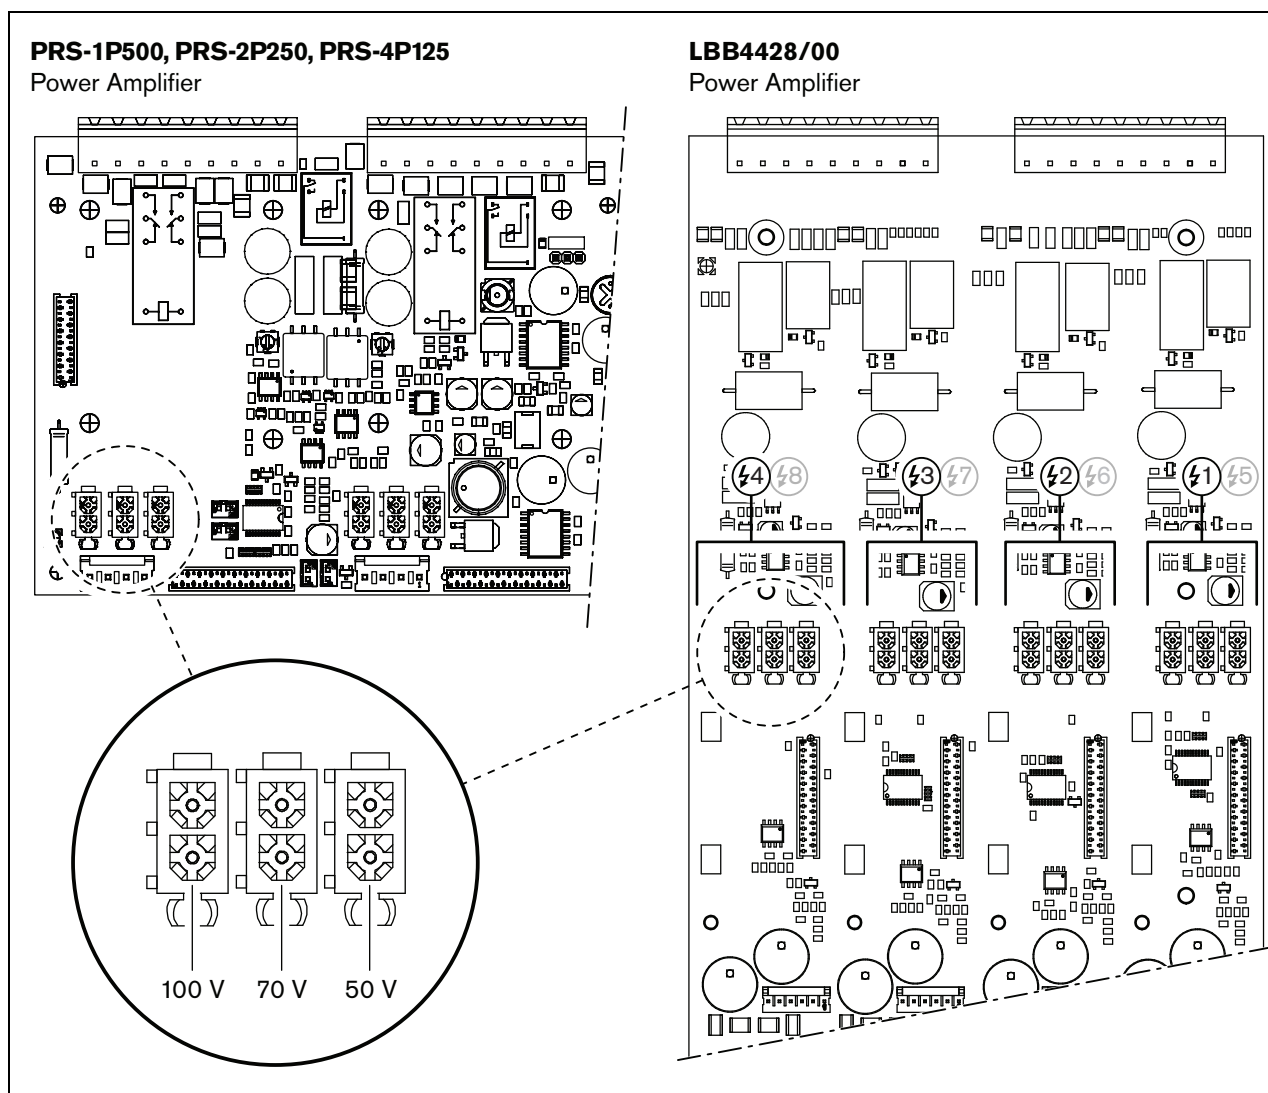 PRS-1P500, PRS-2P250, PRS-4P125
Power Amplifier
LBB4428/00
Power Amplifier
4 8 3 7 2 6 1 5
100 V 70 V 50 V